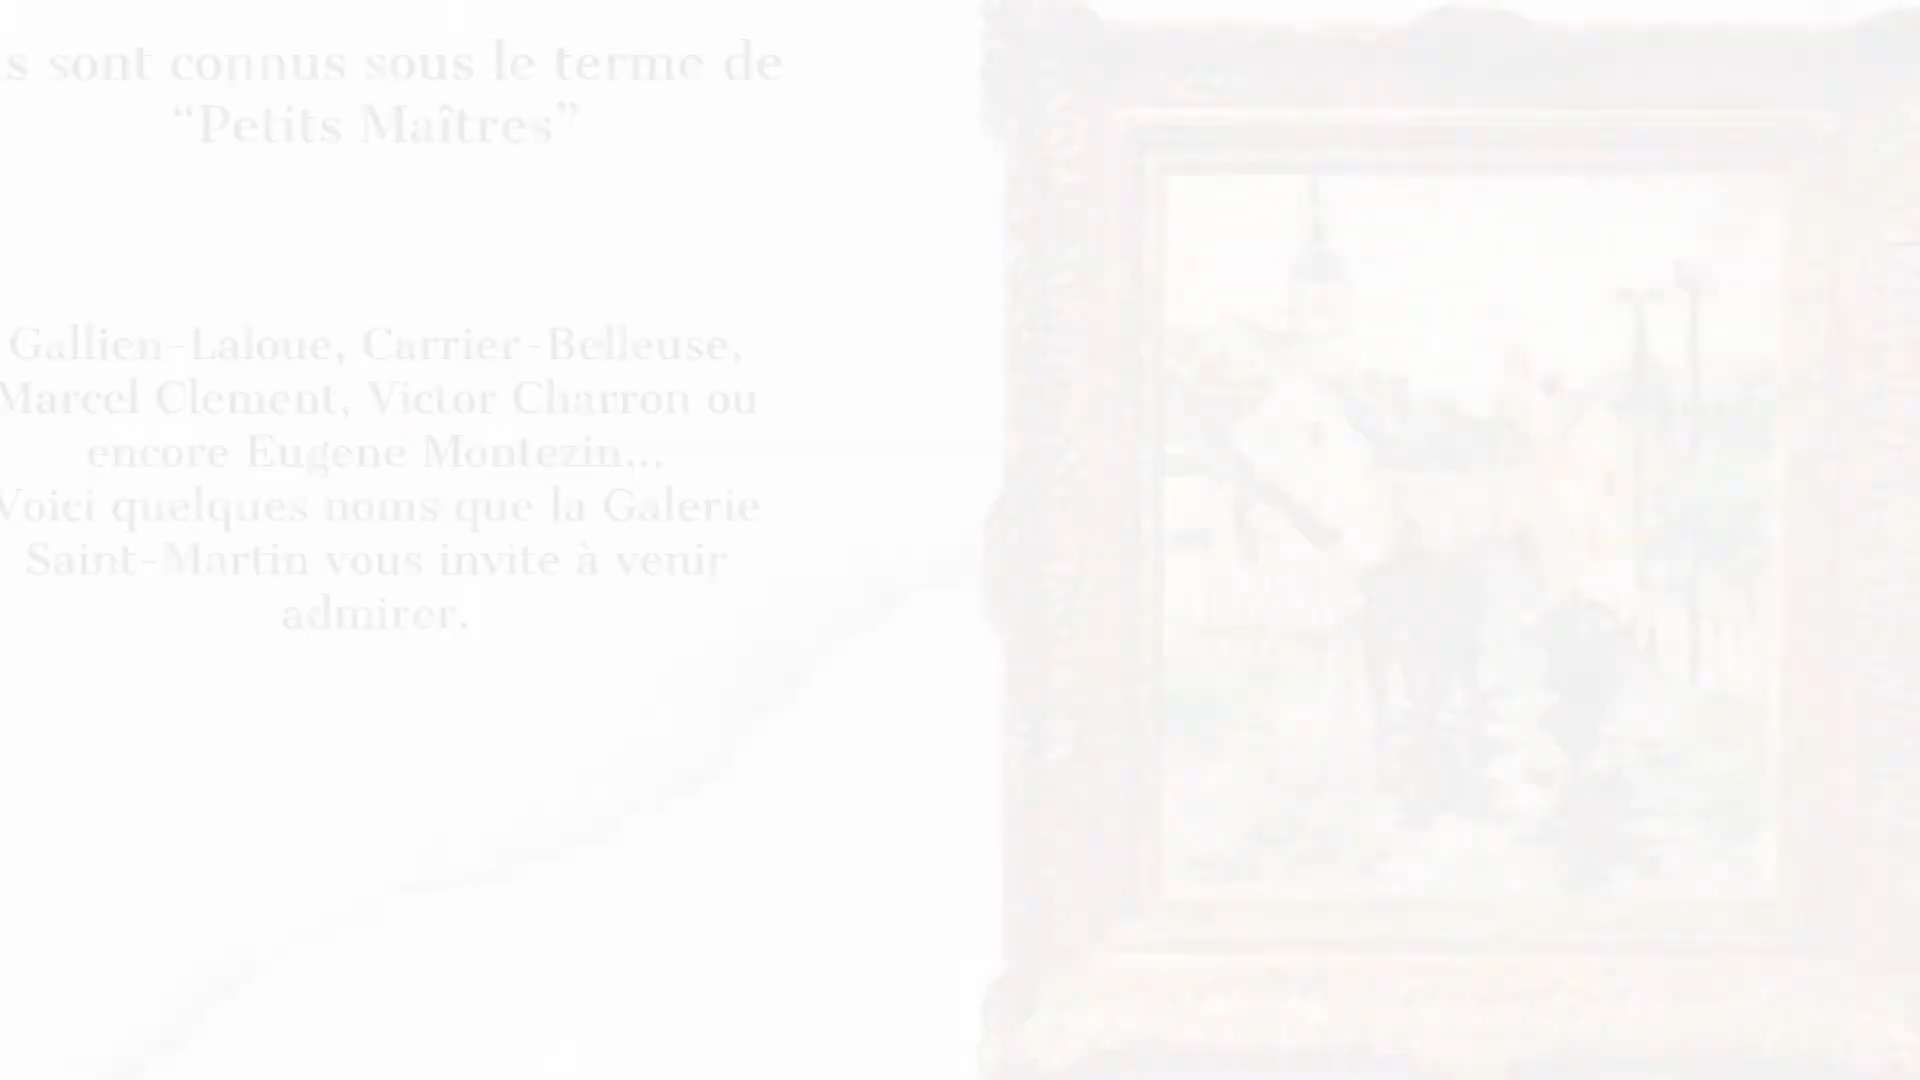 s sont connus sous le terme de
“Petits Maîtres”
Gallien-Laloue, Carrier-Belleuse,
Marcel Clement, Victor Charron ou
encore Eugene Montezin...
Voici quelques noms que la Galerie
Saint-Martin vous invite à venir
admirer.